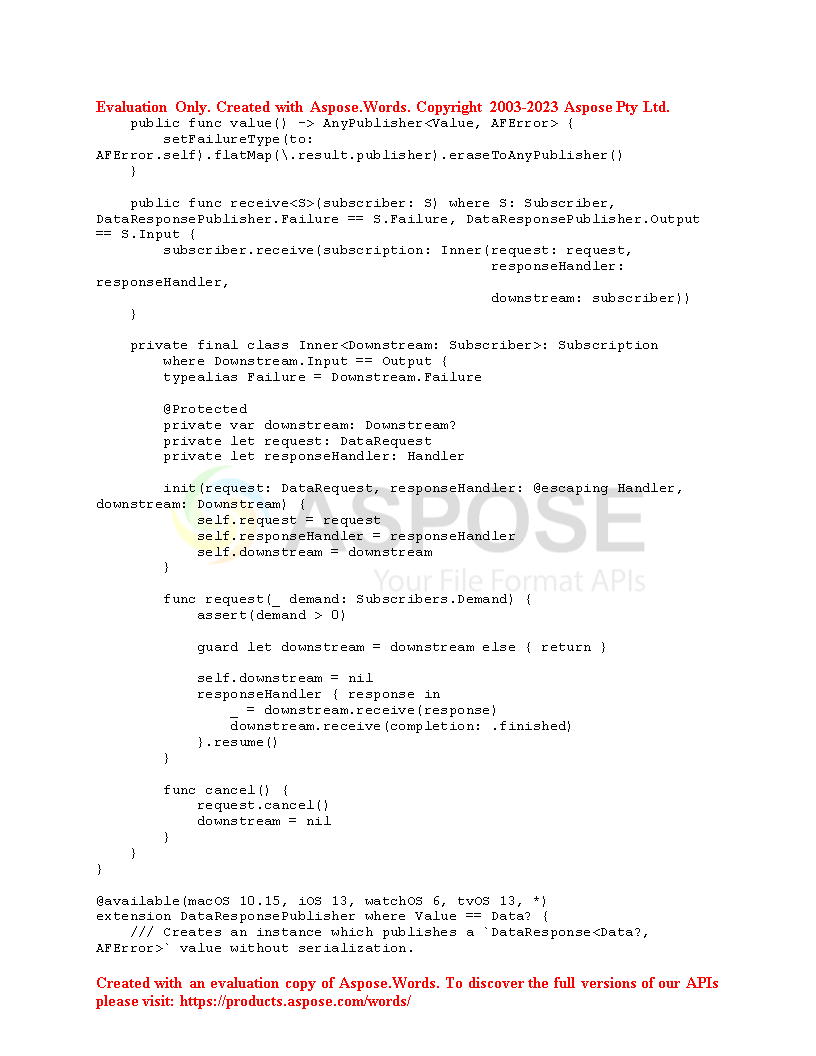 Evaluation Only. Created with Aspose.Words. Copyright 2003-2023 Aspose Pty Ltd.
    public func value() -> AnyPublisher<Value, AFError> {
        setFailureType(to:
AFError.self).flatMap(\.result.publisher).eraseToAnyPublisher()
    }

    public func receive<S>(subscriber: S) where S: Subscriber,
DataResponsePublisher.Failure == S.Failure, DataResponsePublisher.Output
== S.Input {
        subscriber.receive(subscription: Inner(request: request,
                                               responseHandler:
responseHandler,
                                               downstream: subscriber))
    }

    private final class Inner<Downstream: Subscriber>: Subscription
        where Downstream.Input == Output {
        typealias Failure = Downstream.Failure

        @Protected
        private var downstream: Downstream?
        private let request: DataRequest
        private let responseHandler: Handler

        init(request: DataRequest, responseHandler: @escaping Handler,
downstream: Downstream) {
            self.request = request
            self.responseHandler = responseHandler
            self.downstream = downstream
        }

        func request(_ demand: Subscribers.Demand) {
            assert(demand > 0)

            guard let downstream = downstream else { return }

            self.downstream = nil
            responseHandler { response in
                _ = downstream.receive(response)
                downstream.receive(completion: .finished)
            }.resume()
        }

        func cancel() {
            request.cancel()
            downstream = nil
        }
    }
}

@available(macOS 10.15, iOS 13, watchOS 6, tvOS 13, *)
extension DataResponsePublisher where Value == Data? {
    /// Creates an instance which publishes a `DataResponse<Data?,
AFError>` value without serialization.
ASPOSE
Your File Format APIs
Created with an evaluation copy of Aspose.Words. To discover the full versions of our APIs
please visit: https://products.aspose.com/words/